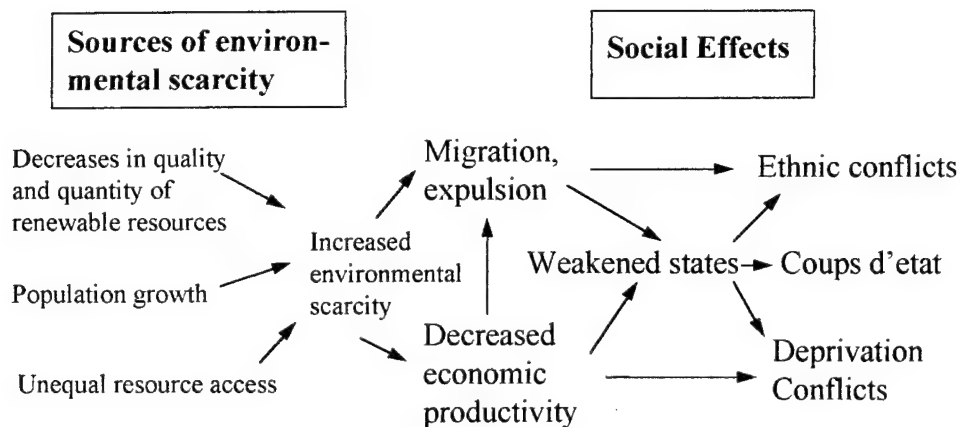 Sources of environ-
mental scarcity
Social Effects
Decreases in quality
and quantity of
renewable resources
Population growth
Unequal resource access
Increased
environmental
scarcity
Migration,
expulsion
Decreased
economic
productivity
Weakened states
Ethnic conflicts
Coups d'etat
Deprivation
Conflicts